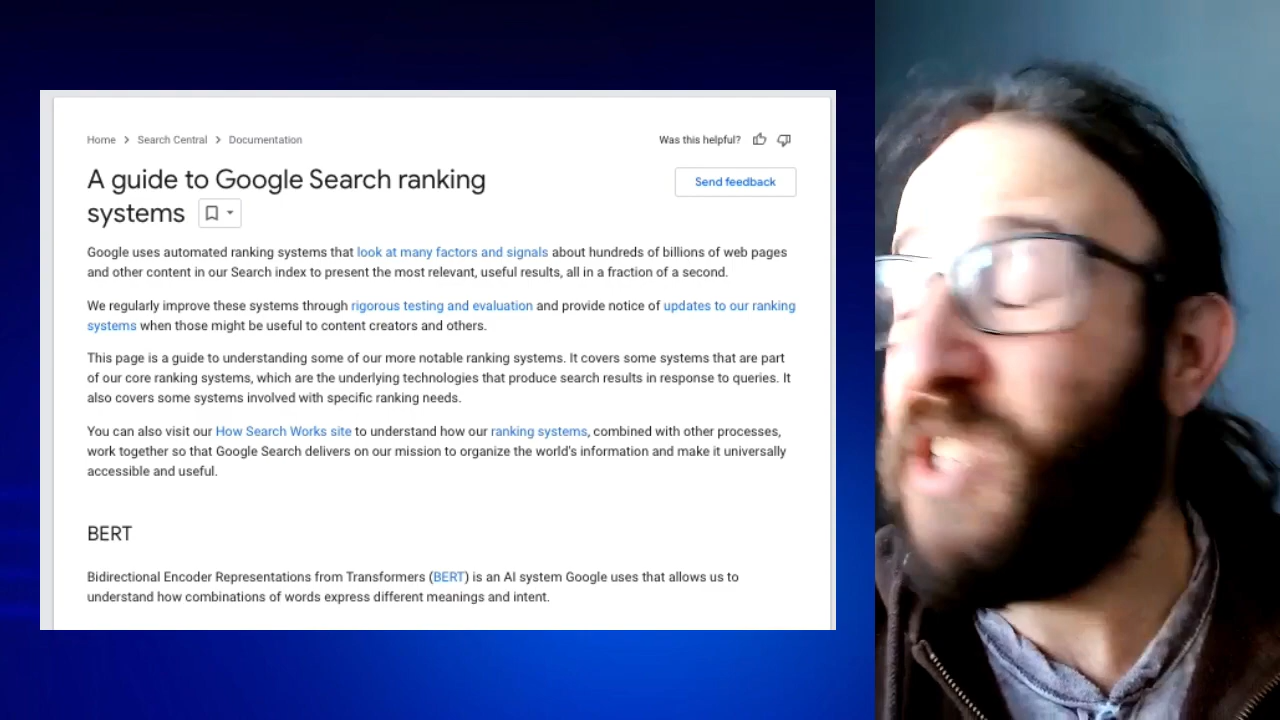 Home > Search Central > Documentation
Was this helpful?
A guide to Google Search ranking
systems
Send feedback
Google uses automated ranking systems that look at many factors and signals about hundreds of billions of web pages
and other content in our Search index to present the most relevant, useful results, all in a fraction of a second.
We regularly improve these systems through rigorous testing and evaluation and provide notice of updates to our ranking
systems when those might be useful to content creators and others.
This page is a guide to understanding some of our more notable ranking systems. It covers some systems that are part
of our core ranking systems, which are the underlying technologies that produce search results in response to queries. It
also covers some systems involved with specific ranking needs.
You can also visit our How Search Works site to understand how our ranking systems, combined with other processes,
work together so that Google Search delivers on our mission to organize the world's information and make it universally
accessible and useful.
BERT
Bidirectional Encoder Representations from Transformers (BERT) is an AI system Google uses that allows us to
understand how combinations of words express different meanings and intent.